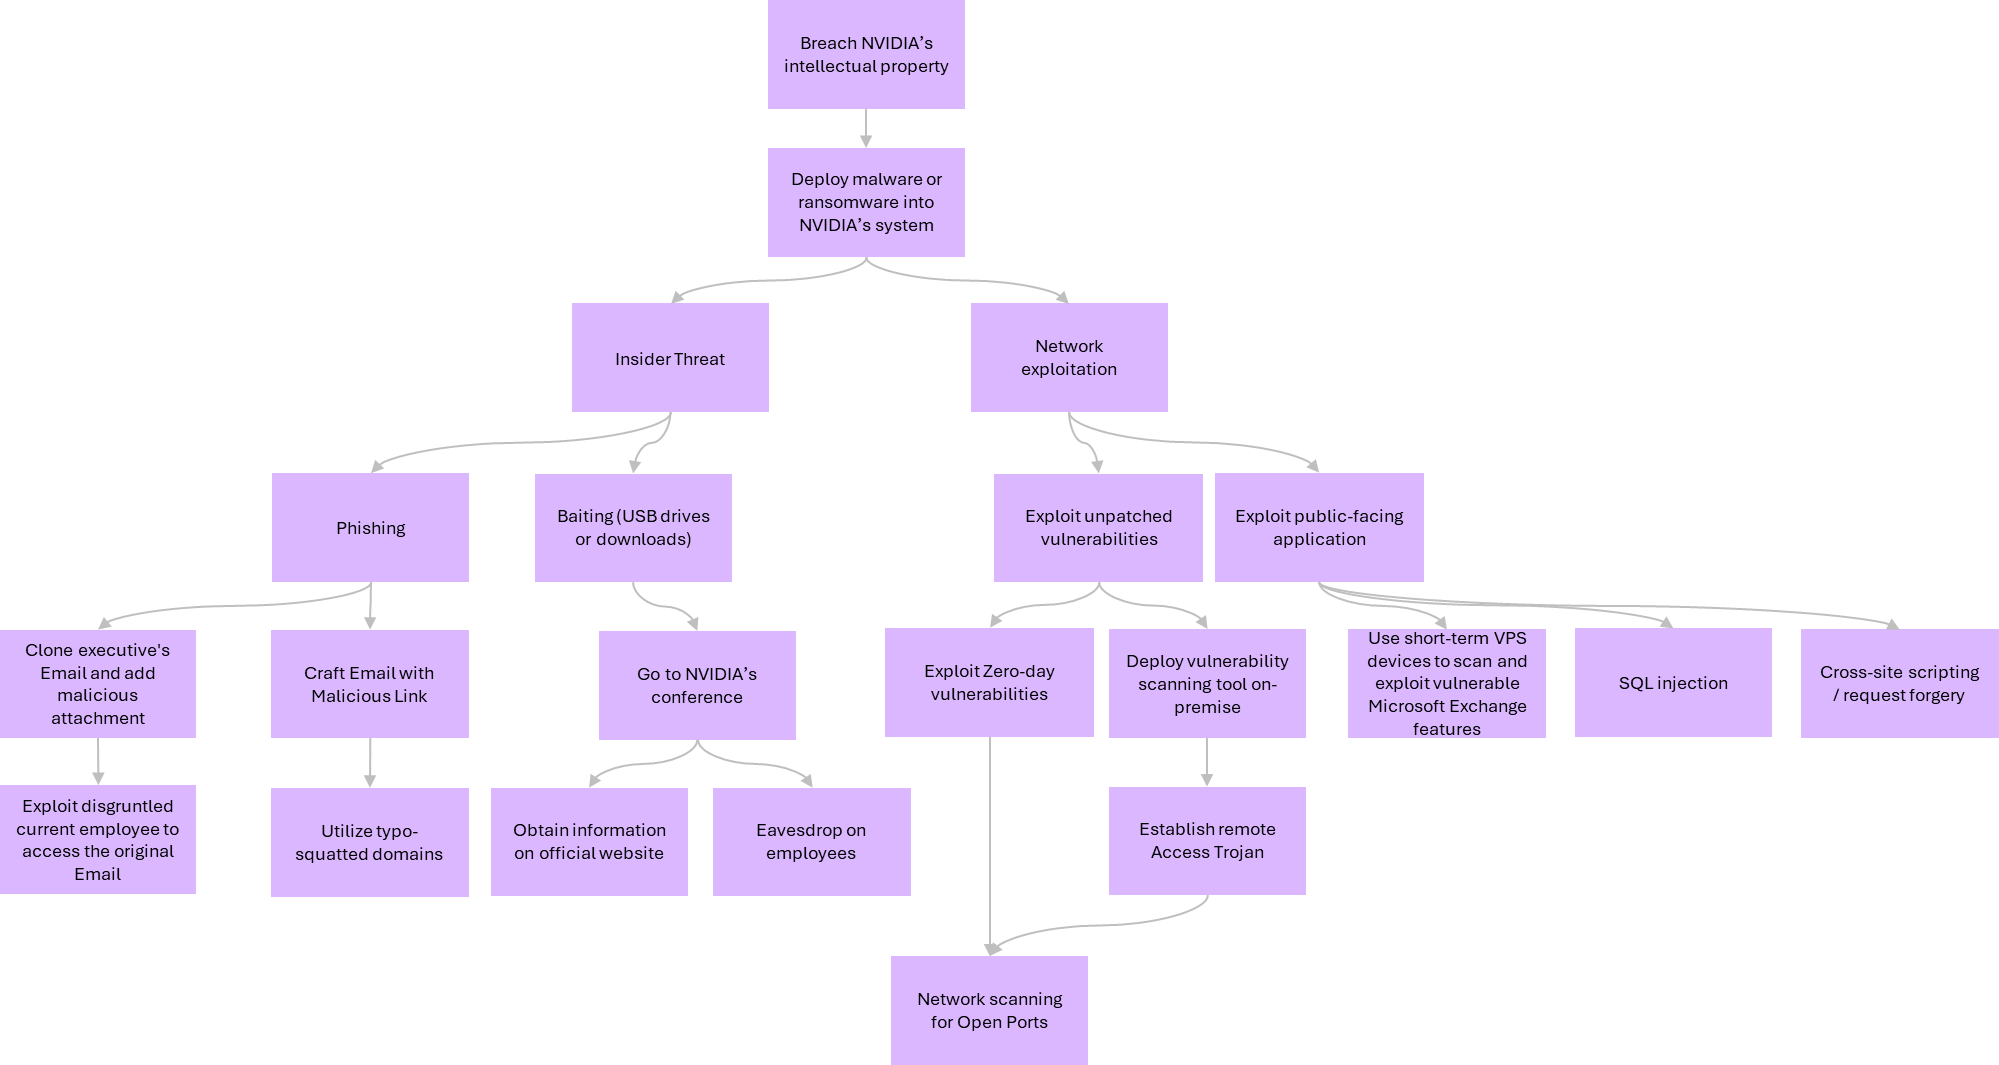 Breach NVIDIA’s
intellectual property
Deploy malware or
ransomware into
NVIDIA’s system
Insider Threat
Network
exploitation
Phishing
Baiting (USB drives
or downloads)
Exploit unpatched
vulnerabilities
Exploit public-facing
application
Clone executive's
Email and add
malicious
attachment
Craft Email with
Malicious Link
Go to NVIDIA’s
conference
Exploit Zero-day
vulnerabilities
Deploy vulnerability
scanning tool on-
premise
Use short-term VPS
devices to scan and
exploit vulnerable
Microsoft Exchange
features
SQL injection
Cross-site scripting
/ request forgery
Exploit disgruntled
current employee to
access the original
Email
Utilize typo-
squatted domains
Obtain information
on official website
Eavesdrop on
employees
Establish remote
Access Trojan
Network scanning
for Open Ports